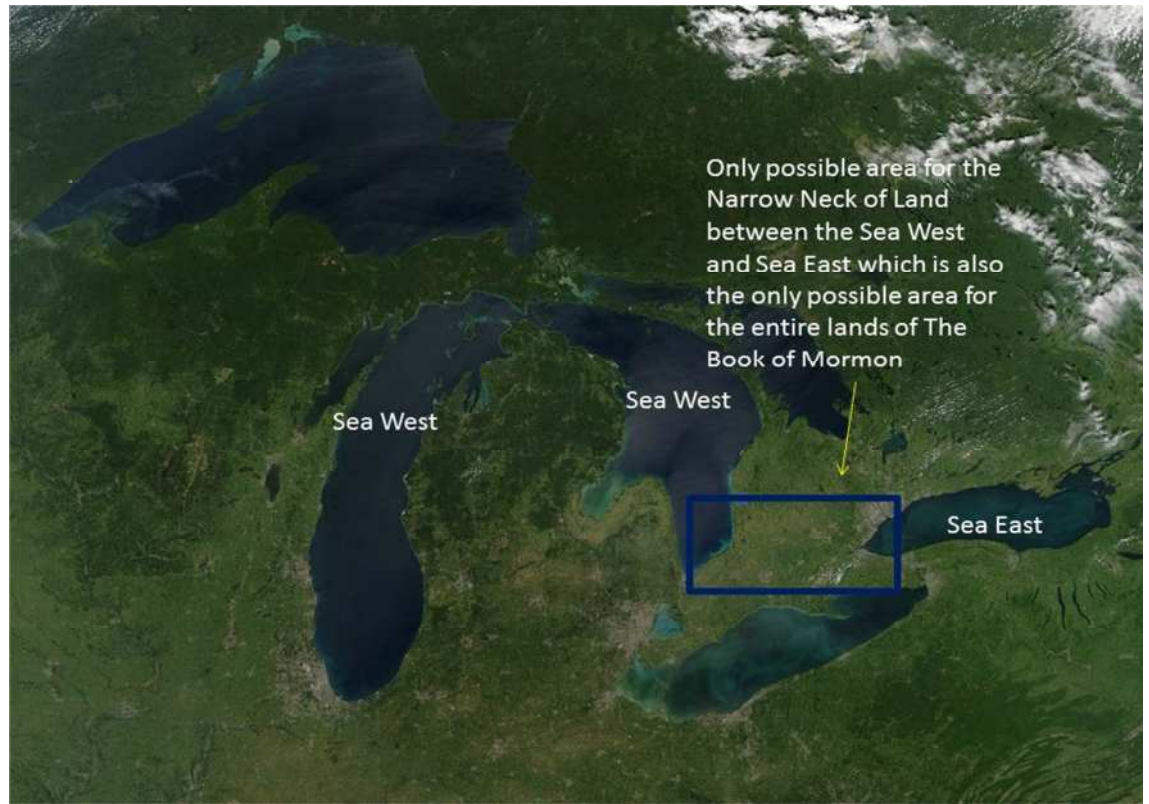 Only possible area for the
Narrow Neck of Land
between the Sea West
and Sea East which is also
the only possible area for
the entire lands of The
Book of Mormon
Sea West
Sea West
Sea East